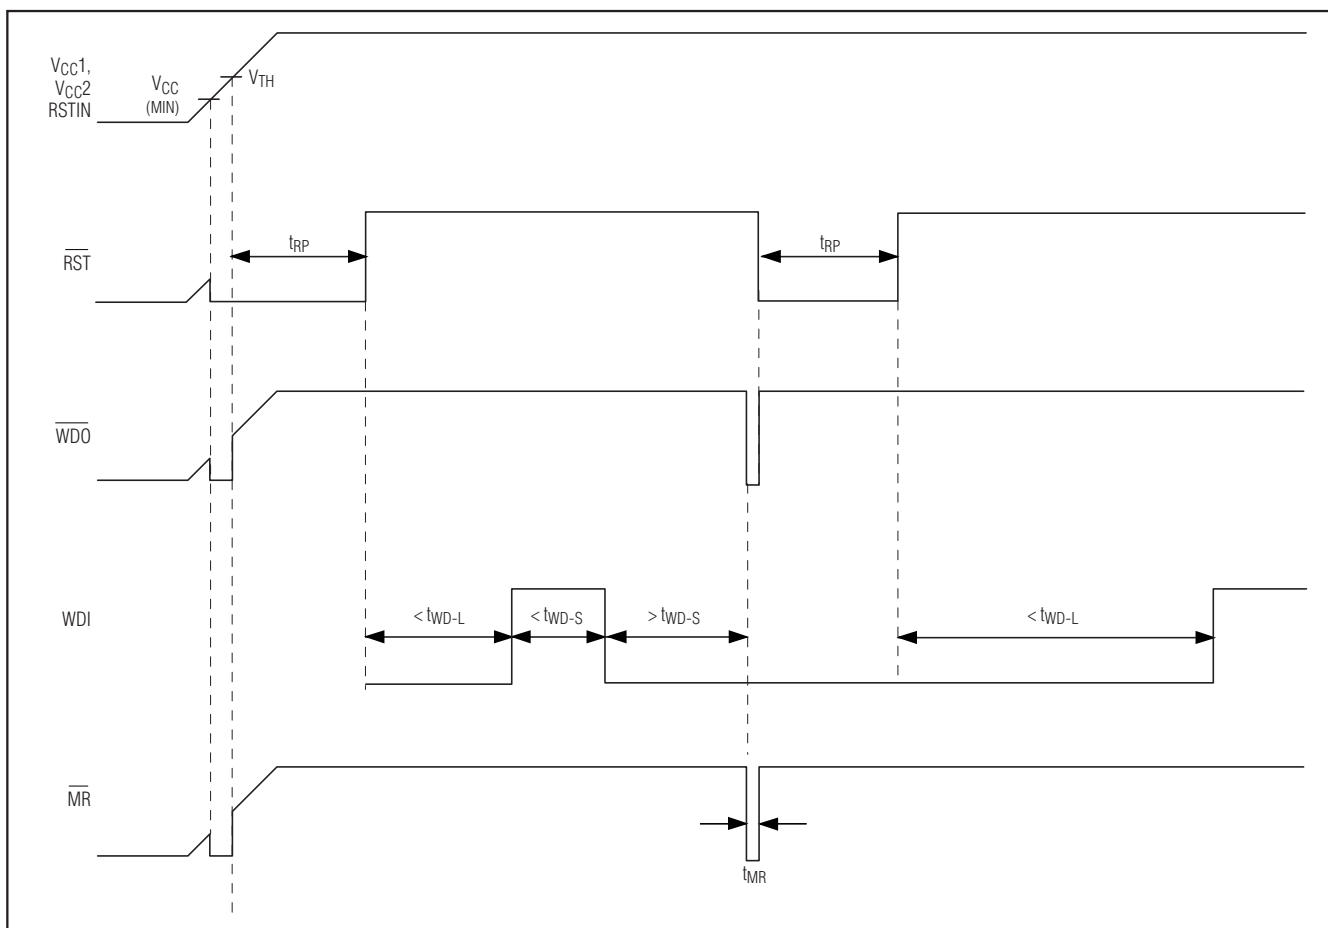 VCC1,
VCC2
RSTIN
VCC
(MIN)
VTH
RST
tRP
tRP
WDO
WDI
< tWD-L
< tWD-S
> tWD-S
< tWD-L
MR
tMR